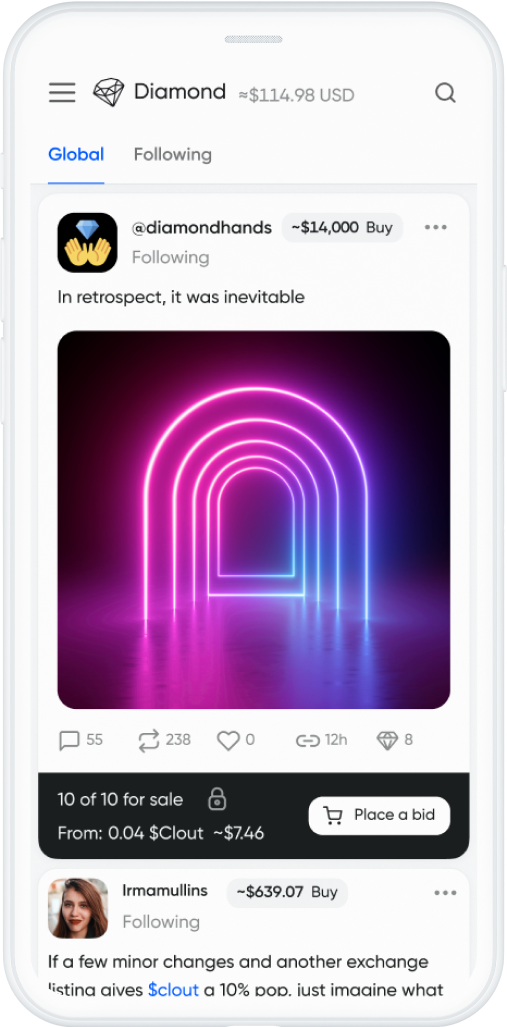 Diamond ≈$114.98 USD
Global Following
@diamondhands ~$14,000 Buy
Following
In retrospect, it was inevitable
55 238 0 12h 8
10 of 10 for sale
From: 0.04 $Clout ~$7.46
Place a bid
Irmamullins ~$639.07 Buy
Following
If a few minor changes and another exchange
listing gives $clout a 10% pop, just imagine what